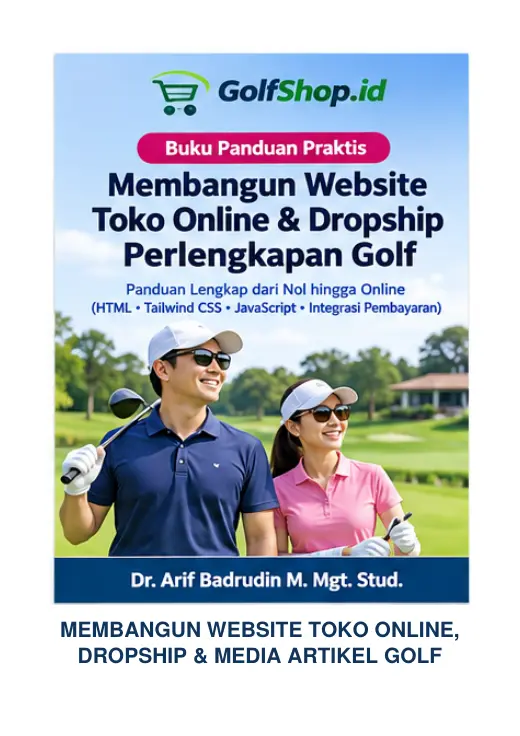 GolfShop.id
Buku Panduan Praktis
Membangun Website
Toko Online & Dropship
Perlengkapan Golf
Panduan Lengkap dari Nol hingga Online
(HTML • Tailwind CSS • JavaScript • Integrasi Pembayaran)
Dr. Arif Badrudin M. Mgt. Stud.
MEMBANGUN WEBSITE TOKO ONLINE,
DROPSHIP & MEDIA ARTIKEL GOLF